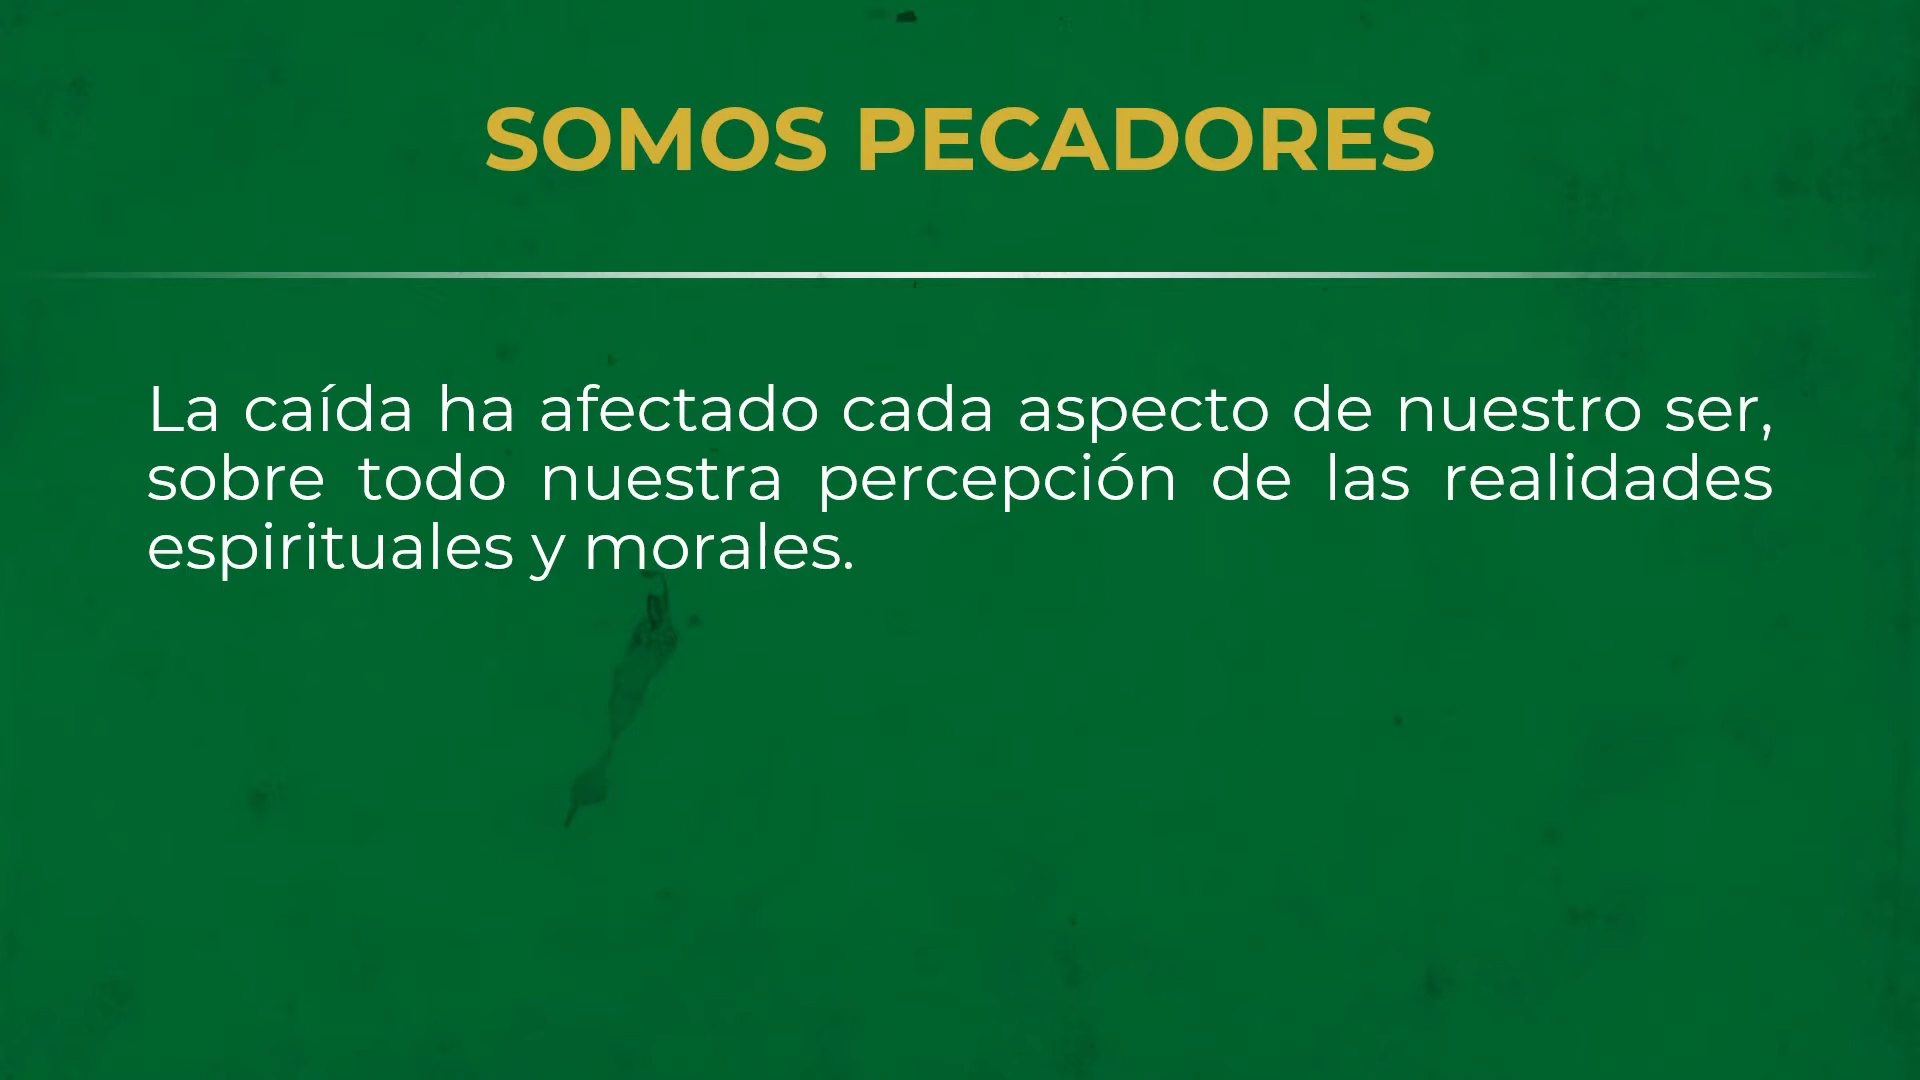 SOMOS PECADORES
La caída ha afectado cada aspecto de nuestro ser,
sobre todo nuestra percepción de las realidades
espirituales y morales.